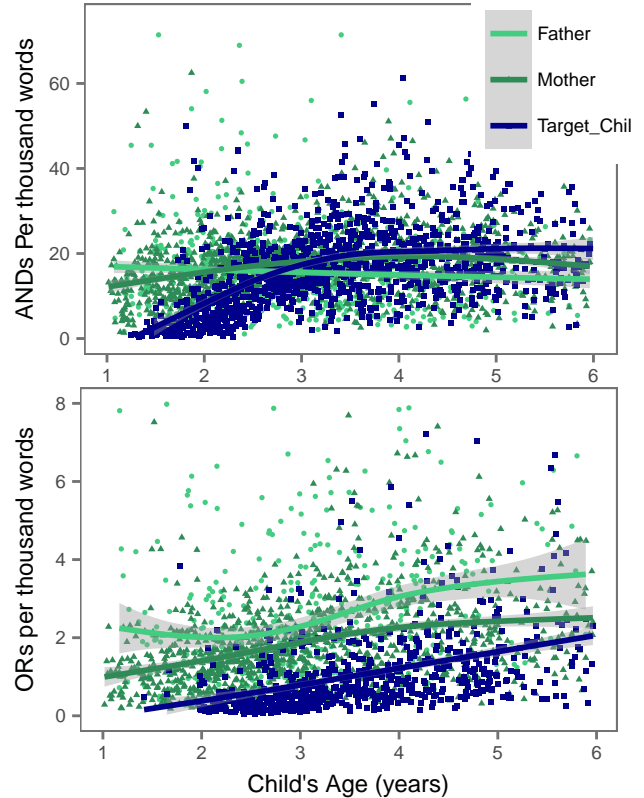 Father
Mother
Target_Chil
ANDs Per thousand words
60
40
20
0
1 2 3 4 5 6
ORs per thousand words
8
6
4
2
0
1 2 3 4 5 6
Child's Age (years)